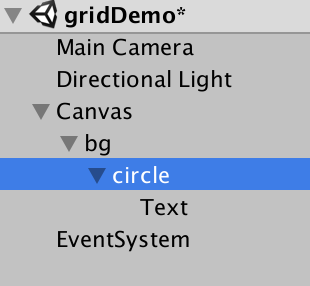 gridDemo*
Main Camera
Directional Light
Canvas
bg
circle
Text
EventSystem